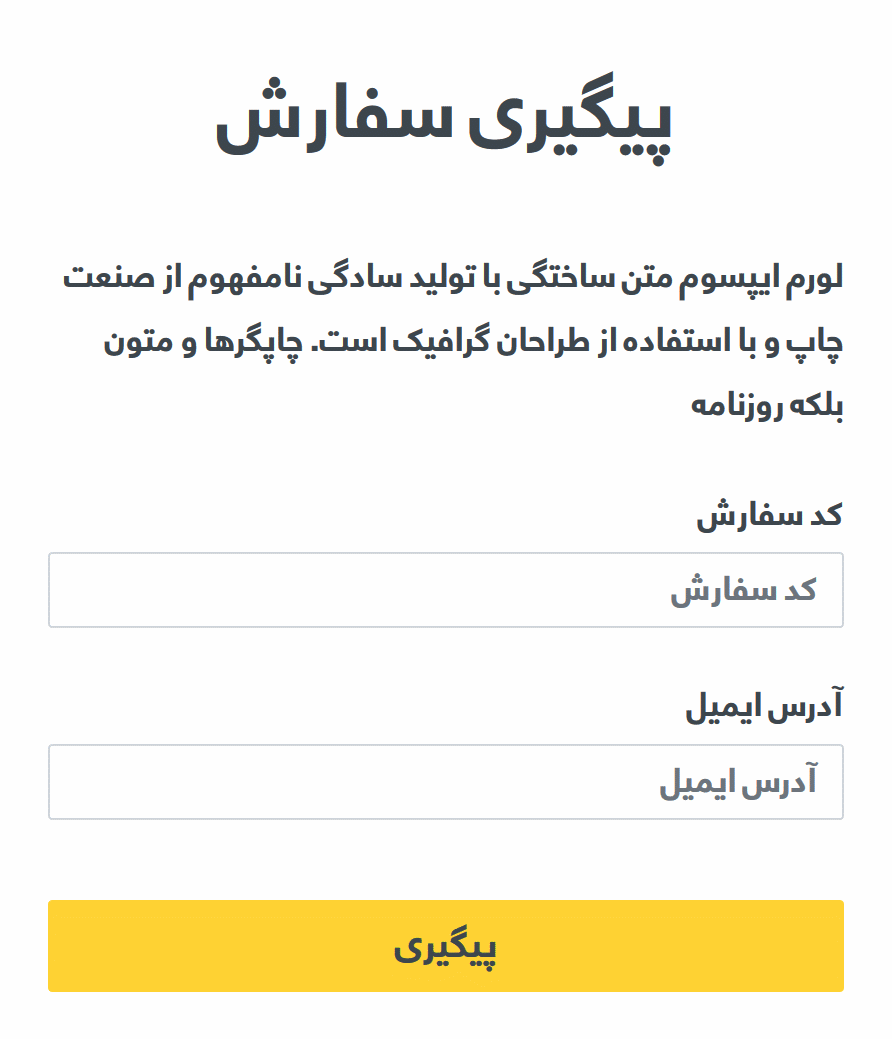 پیگیری سفارش
لورم ایپسوم متن ساختگی با تولید سادگی نامفهوم از صنعت
چاپ و با استفاده از طراحان گرافیک است. چاپگرها و متون
بلکه روزنامه
کد سفارش
کد سفارش
آدرس ایمیل
آدرس ایمیل
پیگیری